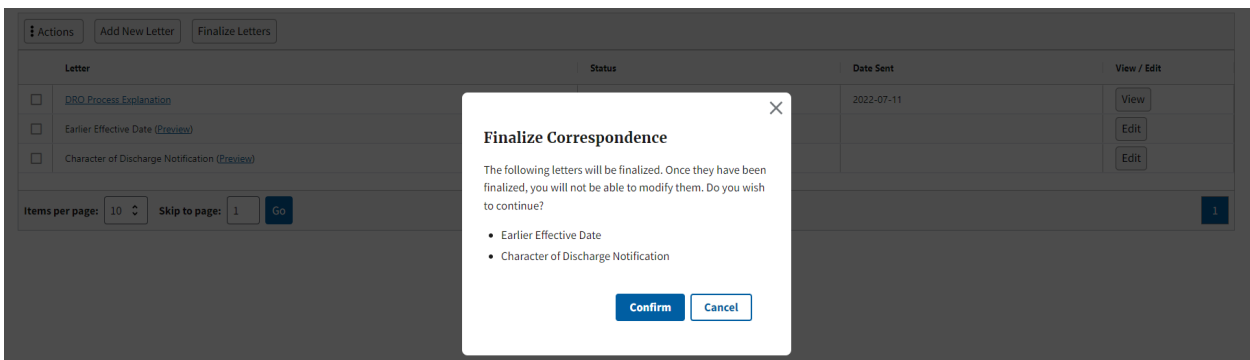 Actions Add New Letter Finalize Letters
Letter Status Date Sent View / Edit
DRO Process Explanation 2022-07-11 View
Earlier Effective Date (Preview) Edit
Character of Discharge Notification (Preview) Edit
Items per page: 10 Skip to page: 1 Go 1
Finalize Correspondence
The following letters will be finalized. Once they have been
finalized, you will not be able to modify them. Do you wish
to continue?
• Earlier Effective Date
• Character of Discharge Notification
Confirm Cancel